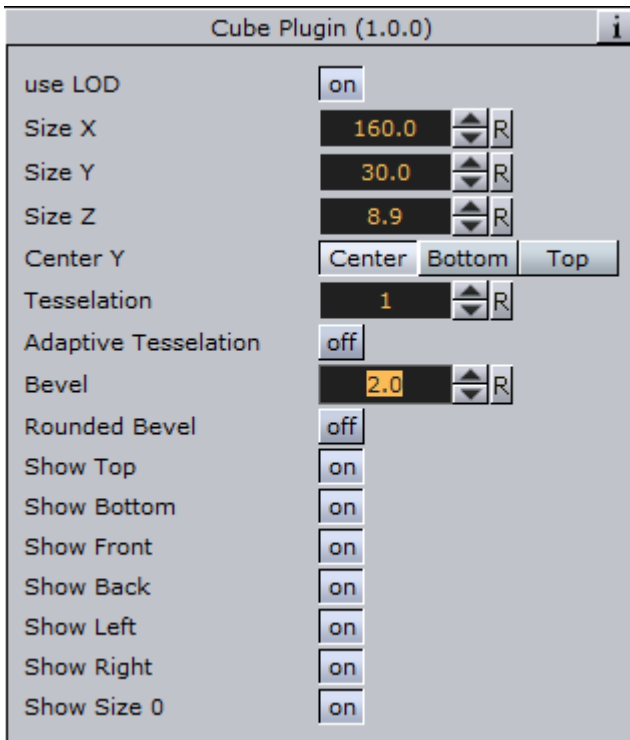 Cube Plugin (1.0.0) i
use LOD on
Size X 160.0 R
Size Y 30.0 R
Size Z 8.9 R
Center Y Center Bottom Top
Tesselation 1 R
Adaptive Tesselation off
Bevel 2.0 R
Rounded Bevel off
Show Top on
Show Bottom on
Show Front on
Show Back on
Show Left on
Show Right on
Show Size 0 on